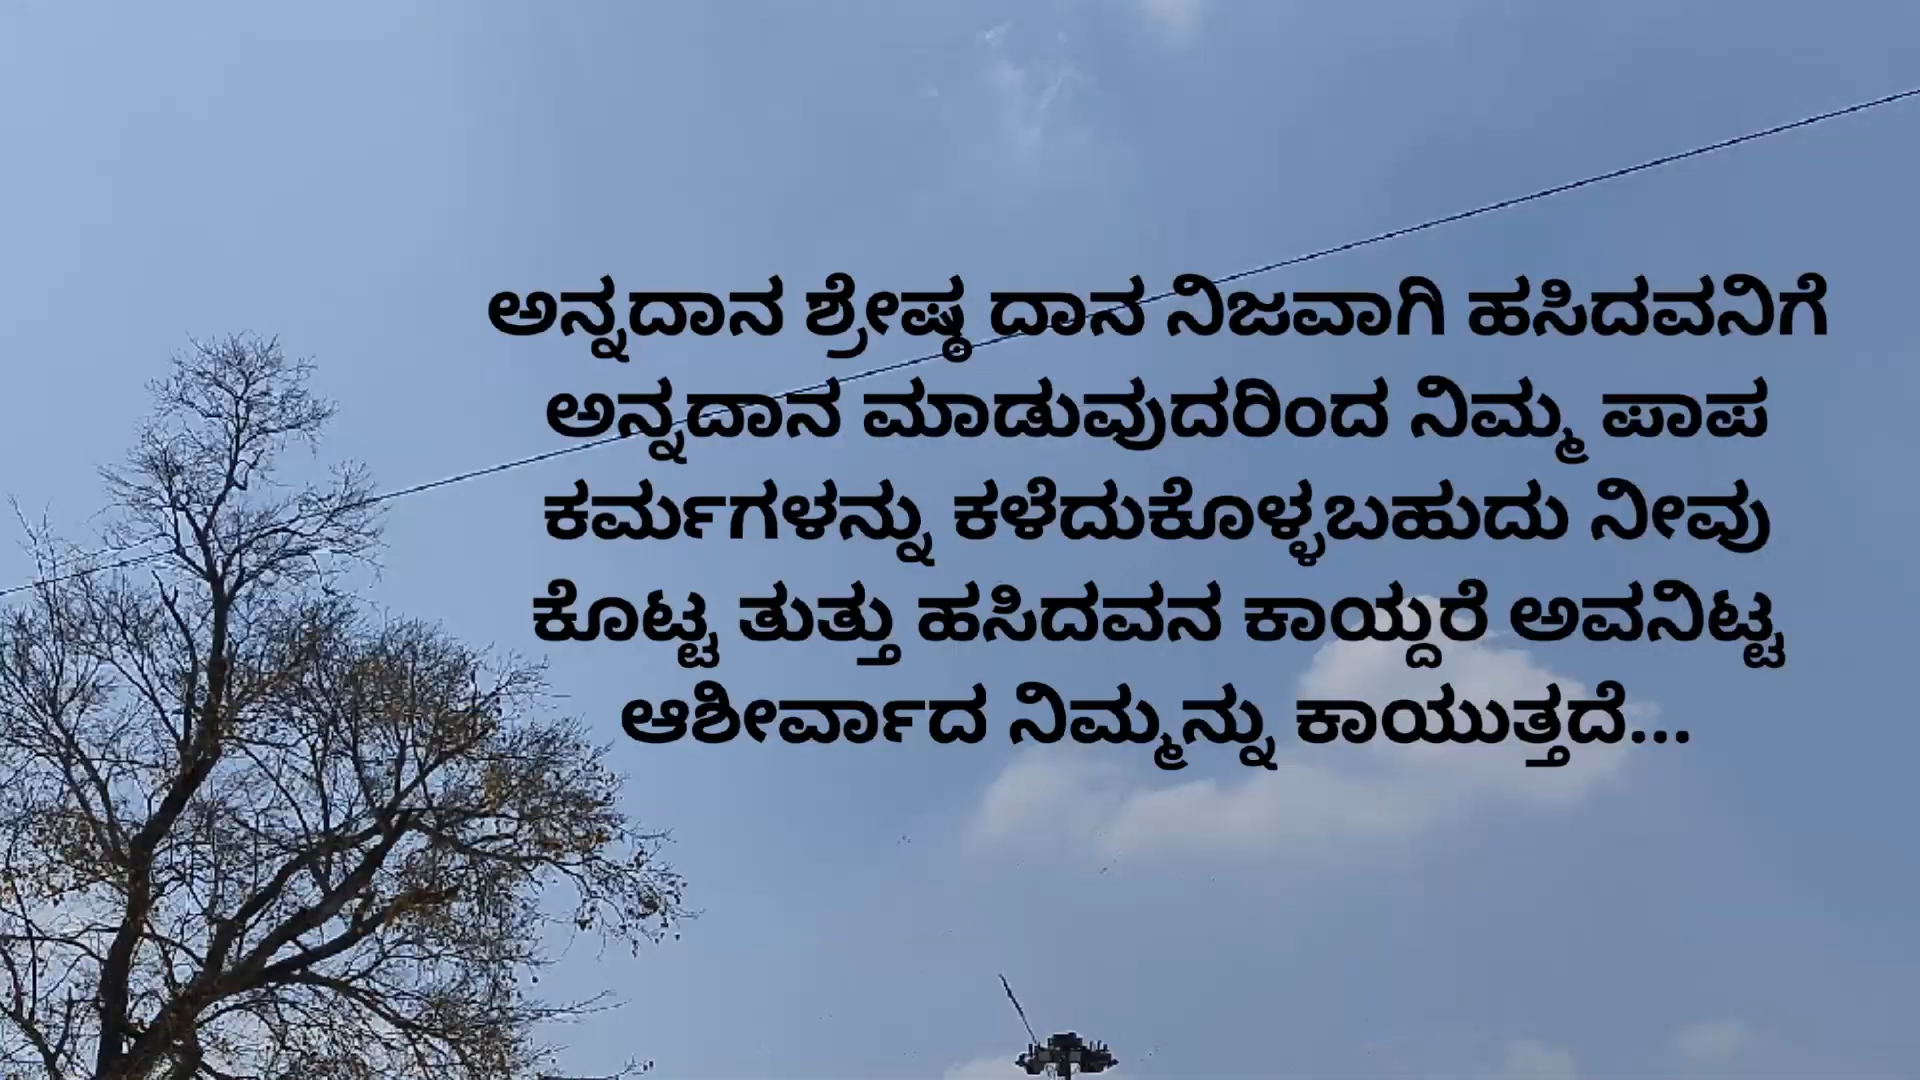 ಅನ್ನದಾನ ಶ್ರೇಷ್ಠ ದಾನ ನಿಜವಾಗಿ ಹಸಿದವನಿಗೆ
ಅನ್ನದಾನ ಮಾಡುವುದರಿಂದ ನಿಮ್ಮ ಪಾಪ
ಕರ್ಮಗಳನ್ನು ಕಳೆದುಕೊಳ್ಳಬಹುದು ನೀವು
ಕೊಟ್ಟ ತುತ್ತು ಹಸಿದವನ ಕಾಯ್ದರೆ ಅವನಿಟ್ಟ
ಆಶೀರ್ವಾದ ನಿಮ್ಮನ್ನು ಕಾಯುತ್ತದೆ...